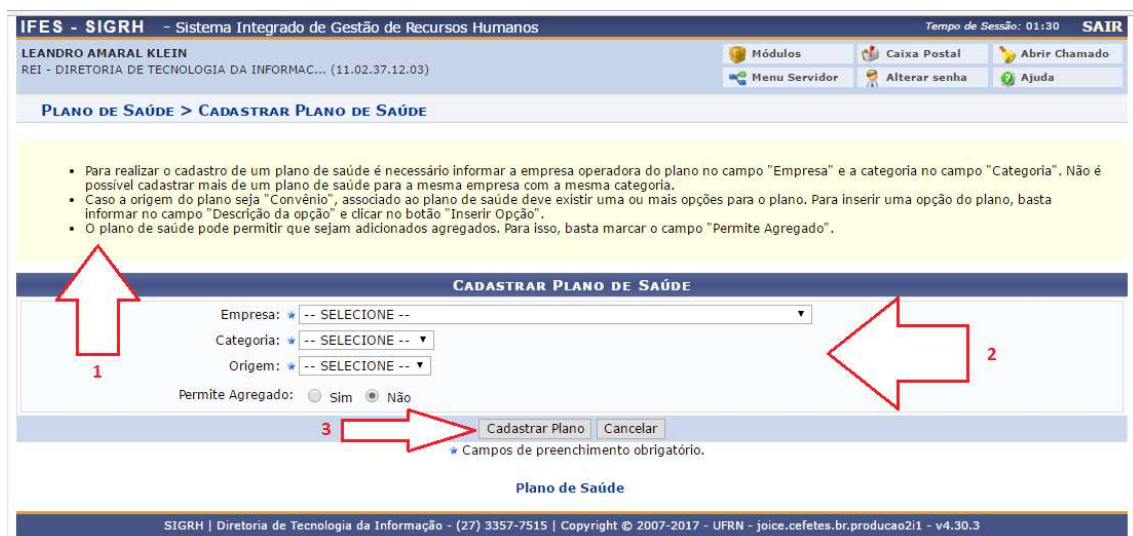 IFES - SIGRH - Sistema Integrado de Gestão de Recursos Humanos Tempo de Sessão: 01:30 SAIR
LEANDRO AMARAL KLEIN
REI - DIRETORIA DE TECNOLOGIA DA INFORMAC... (11.02.37.12.03)
Módulos Caixa Postal Abrir Chamado
Menu Servidor Alterar senha Ajuda
PLANO DE SAÚDE > CADASTRAR PLANO DE SAÚDE
• Para realizar o cadastro de um plano de saúde é necessário informar a empresa operadora do plano no campo "Empresa" e a categoria no campo "Categoria". Não é
possível cadastrar mais de um plano de saúde para a mesma empresa com a mesma categoria.
• Caso a origem do plano seja "Convênio", associado ao plano de saúde deve existir uma ou mais opções para o plano. Para inserir uma opção do plano, basta
informar no campo "Descrição da opção" e clicar no botão "Inserir Opção".
• O plano de saúde pode permitir que sejam adicionados agregados. Para isso, basta marcar o campo "Permite Agregado".
CADASTRAR PLANO DE SAÚDE
Empresa: ★ -- SELECIONE -- ▼
Categoria: ★ -- SELECIONE -- ▼
Origem: ★ -- SELECIONE -- ▼
Permite Agregado: Sim Não
1
2
3
Cadastrar Plano Cancelar
★ Campos de preenchimento obrigatório.
Plano de Saúde
SIGRH | Diretoria de Tecnologia da Informação - (27) 3357-7515 | Copyright © 2007-2017 - UFRN - joice.cefetes.br.producao2i1 - v4.30.3